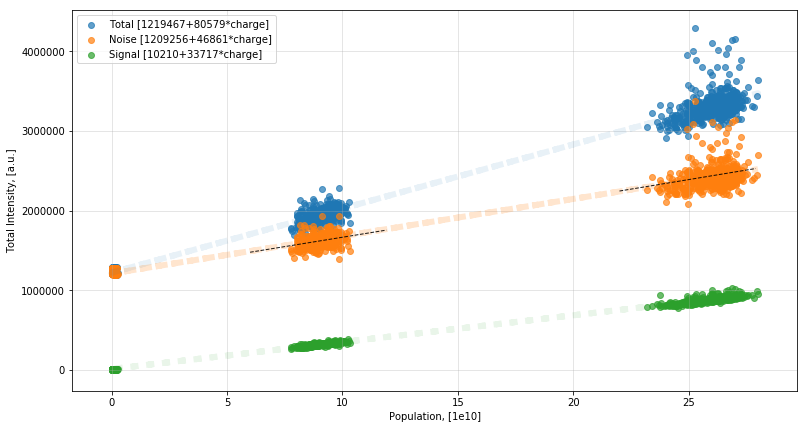 Total [1219467+80579*charge]
Noise [1209256+46861*charge]
Signal [10210+33717*charge]
Total Intensity, [a.u.]
4000000
3000000
2000000
1000000
0
0 5 10 15 20 25
Population, [1e10]